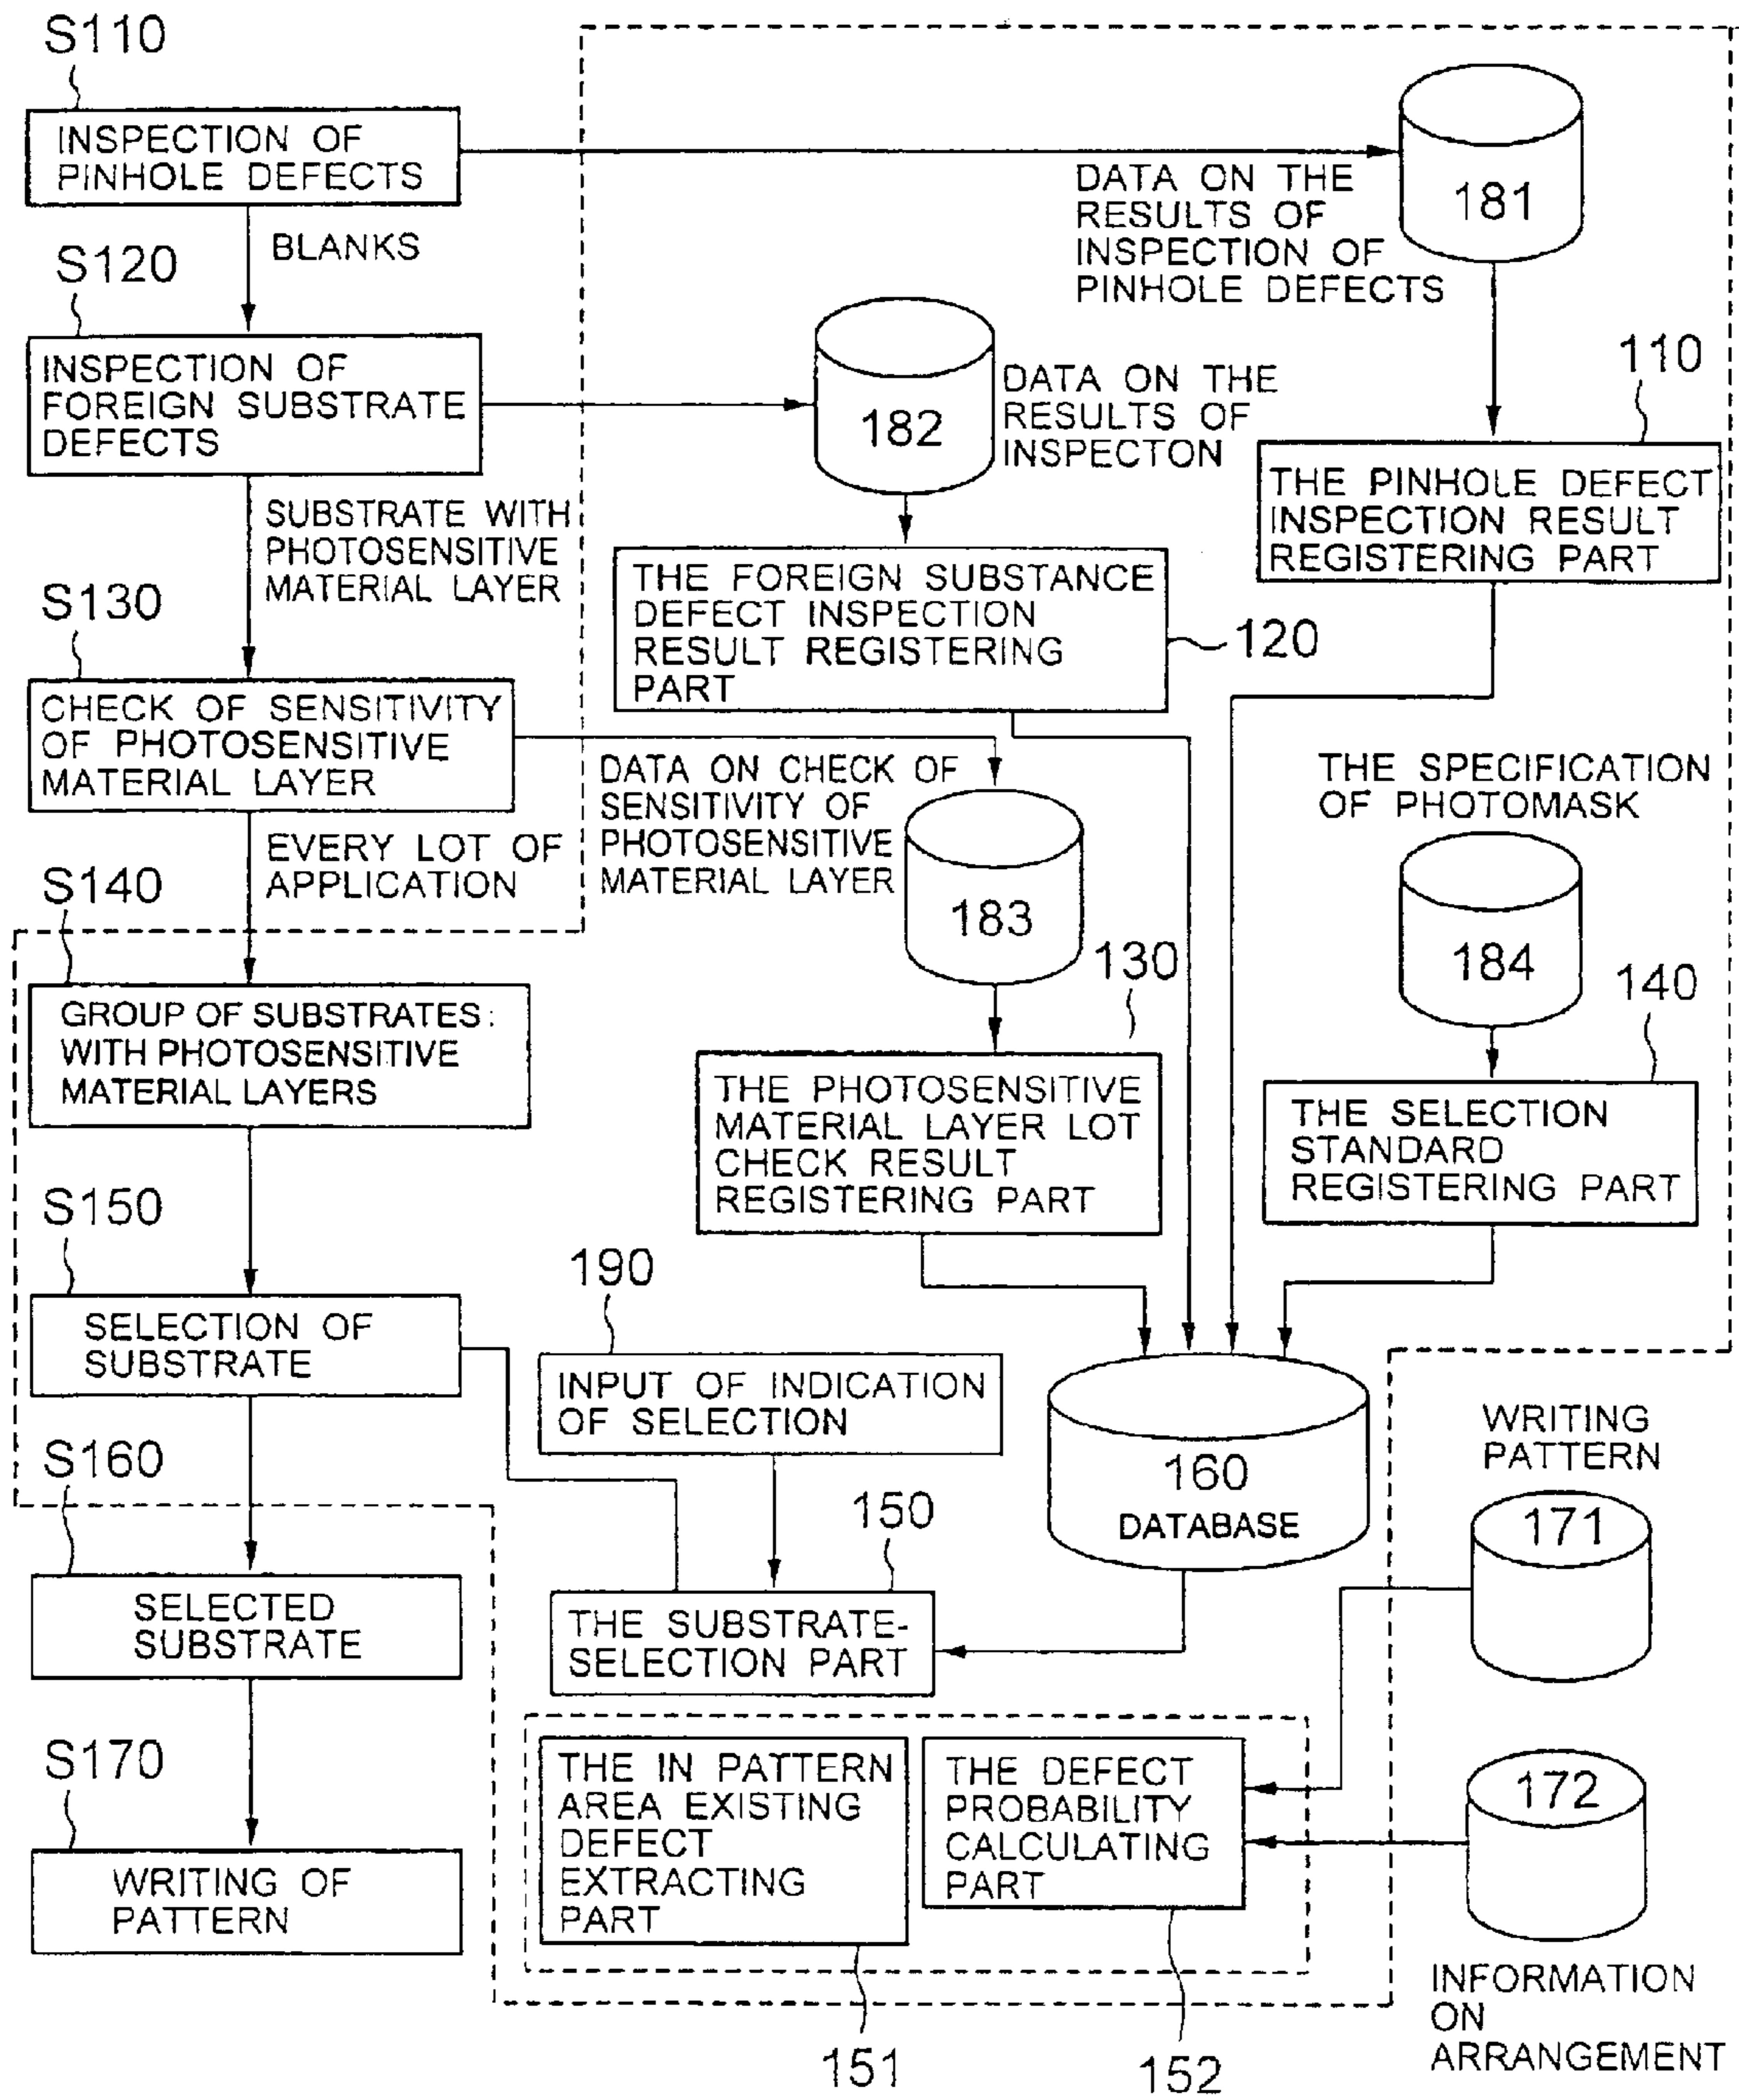 S110
INSPECTION OF
PINHOLE DEFECTS
BLANKS
S120
INSPECTION OF
FOREIGN SUBSTRATE
DEFECTS
SUBSTRATE WITH
PHOTOSENSITIVE
MATERIAL LAYER
S130
CHECK OF SENSITIVITY
OF PHOTOSENSITIVE
MATERIAL LAYER
EVERY LOT OF
APPLICATION
S140
GROUP OF SUBSTRATES:
WITH PHOTOSENSITIVE
MATERIAL LAYERS
S150
SELECTION OF
SUBSTRATE
S160
SELECTED
SUBSTRATE
S170
WRITING OF
PATTERN
181
DATA ON THE
RESULTS OF
INSPECTION OF
PINHOLE DEFECTS
182
DATA ON THE
RESULTS OF
INSPECTON
110
THE PINHOLE DEFECT
INSPECTION RESULT
REGISTERING PART
THE FOREIGN SUBSTANCE
DEFECT INSPECTION
RESULT REGISTERING
PART
120
DATA ON CHECK OF
SENSITIVITY OF
PHOTOSENSITIVE
MATERIAL LAYER
183
THE SPECIFICATION
OF PHOTOMASK
184
130
THE PHOTOSENSITIVE
MATERIAL LAYER LOT
CHECK RESULT
REGISTERING PART
140
THE SELECTION
STANDARD
REGISTERING PART
190
INPUT OF INDICATION
OF SELECTION
160
DATABASE
150
THE SUBSTRATE-
SELECTION PART
WRITING
PATTERN
171
THE IN PATTERN
AREA EXISTING
DEFECT
EXTRACTING
PART
151
THE DEFECT
PROBABILITY
CALCULATING
PART
152
172
INFORMATION
ON
ARRANGEMENT